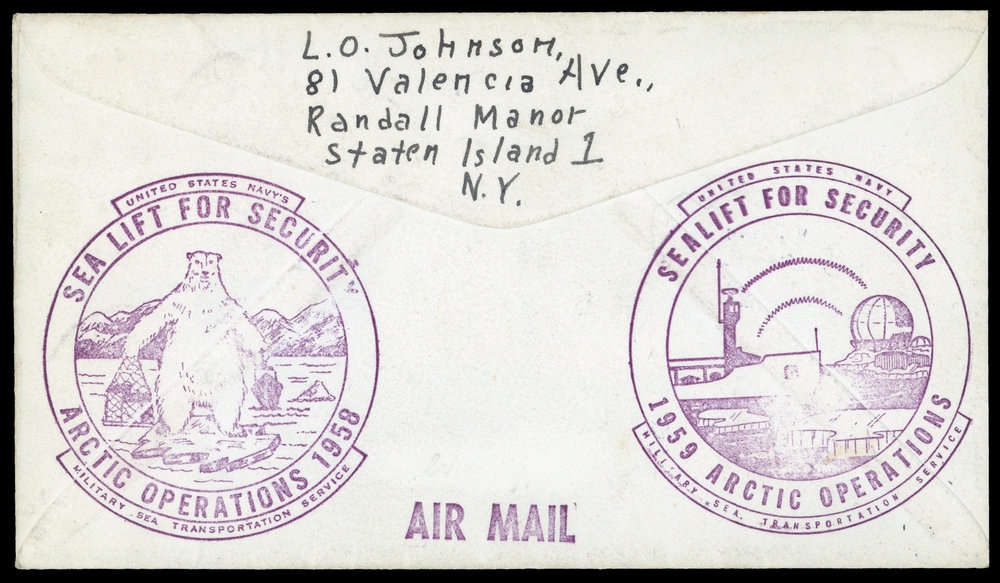 L.O. Johnson,
81 Valencia Ave.,
Randall Manor
Staten Island 1
N.Y.
UNITED STATES NAVY'S
SEA LIFT FOR SECURITY
ARCTIC OPERATIONS 1958
MILITARY SEA TRANSPORTATION SERVICE
UNITED STATES NAVY
SEALIFT FOR SECURITY
1959 ARCTIC OPERATIONS
MILITARY SEA TRANSPORTATION SERVICE
AIR MAIL